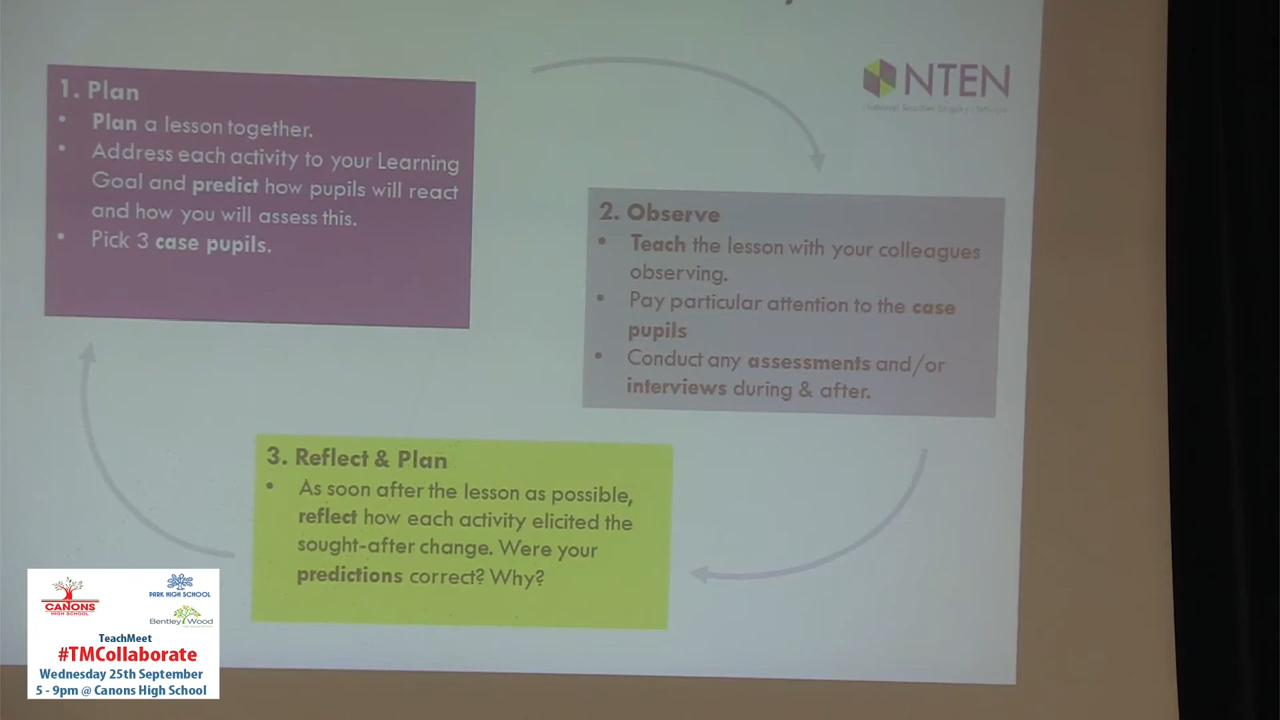 1. Plan
• Plan a lesson together.
• Address each activity to your Learning
Goal and predict how pupils will react
and how you will assess this.
• Pick 3 case pupils.
NTEN
2. Observe
• Teach the lesson with your colleagues
observing.
• Pay particular attention to the case
pupils
• Conduct any assessments and/or
interviews during & after.
3. Reflect & Plan
• As soon after the lesson as possible,
reflect how each activity elicited the
sought-after change. Were your
predictions correct? Why?
CANONS
HIGH SCHOOL
PARK HIGH SCHOOL
Bentley Wood
TeachMeet
#TMCollaborate
Wednesday 25th September
5 - 9pm @ Canons High School